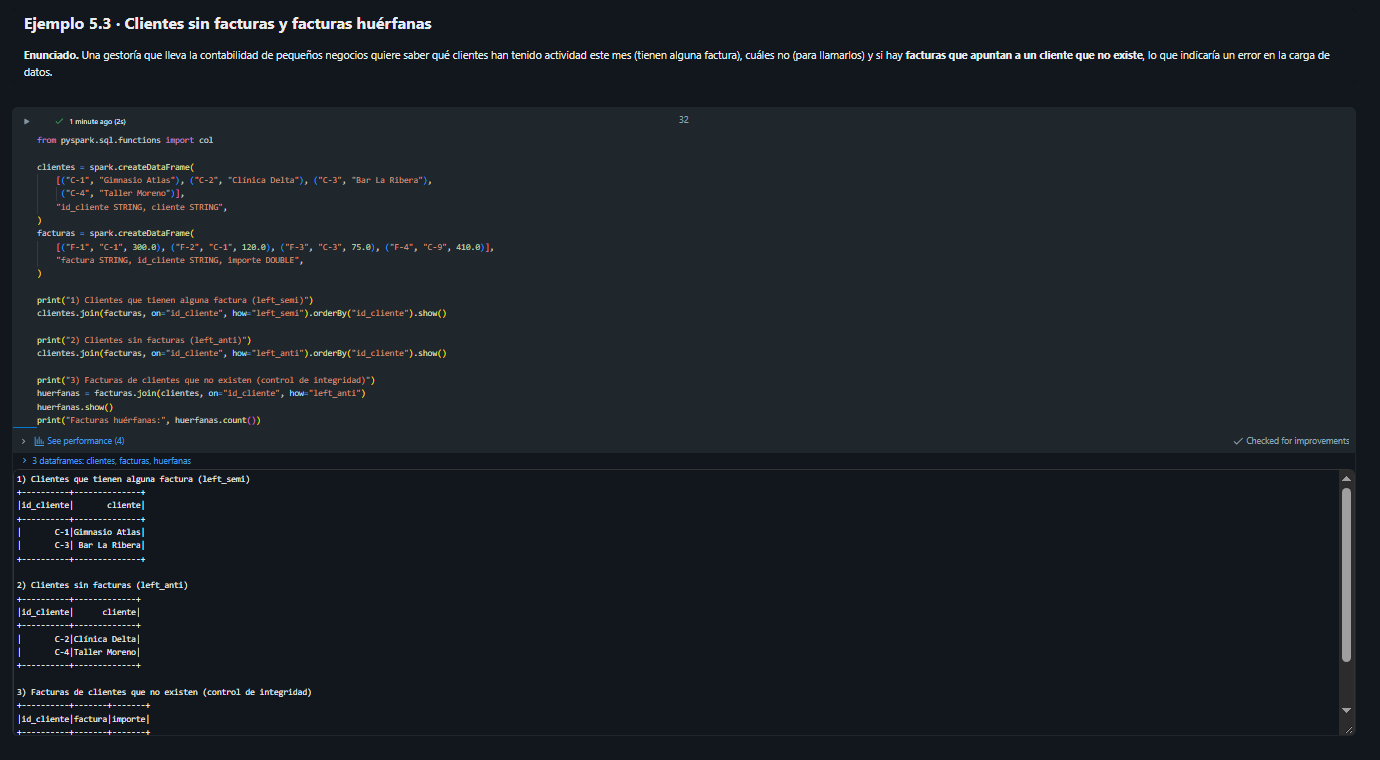 Ejemplo 5.3 · Clientes sin facturas y facturas huérfanas
Enunciado. Una gestoría que lleva la contabilidad de pequeños negocios quiere saber qué clientes han tenido actividad este mes (tienen alguna factura), cuáles no (para llamarlos) y si hay facturas que apuntan a un cliente que no existe, lo que indicaría un error en la carga de
datos.
1 minute ago (2s)
32
from pyspark.sql.functions import col
clientes = spark.createDataFrame(
    [("C-1", "Gimnasio Atlas"), ("C-2", "Clínica Delta"), ("C-3", "Bar La Ribera"),
     ("C-4", "Taller Moreno")],
    "id_cliente STRING, cliente STRING",
)
facturas = spark.createDataFrame(
    [("F-1", "C-1", 300.0), ("F-2", "C-1", 120.0), ("F-3", "C-3", 75.0), ("F-4", "C-9", 410.0)],
    "factura STRING, id_cliente STRING, importe DOUBLE",
)
print("1) Clientes que tienen alguna factura (left_semi)")
clientes.join(facturas, on="id_cliente", how="left_semi").orderBy("id_cliente").show()
print("2) Clientes sin facturas (left_anti)")
clientes.join(facturas, on="id_cliente", how="left_anti").orderBy("id_cliente").show()
print("3) Facturas de clientes que no existen (control de integridad)")
huerfanas = facturas.join(clientes, on="id_cliente", how="left_anti")
huerfanas.show()
print("Facturas huérfanas:", huerfanas.count())
See performance (4)
Checked for improvements
3 dataframes: clientes, facturas, huerfanas
1) Clientes que tienen alguna factura (left_semi)
+----------+--------------+
|id_cliente|       cliente|
+----------+--------------+
|       C-1|Gimnasio Atlas|
|       C-3| Bar La Ribera|
+----------+--------------+
2) Clientes sin facturas (left_anti)
+----------+-------------+
|id_cliente|      cliente|
+----------+-------------+
|       C-2|Clínica Delta|
|       C-4|Taller Moreno|
+----------+-------------+
3) Facturas de clientes que no existen (control de integridad)
+----------+-------+-------+
|id_cliente|factura|importe|
+----------+-------+-------+